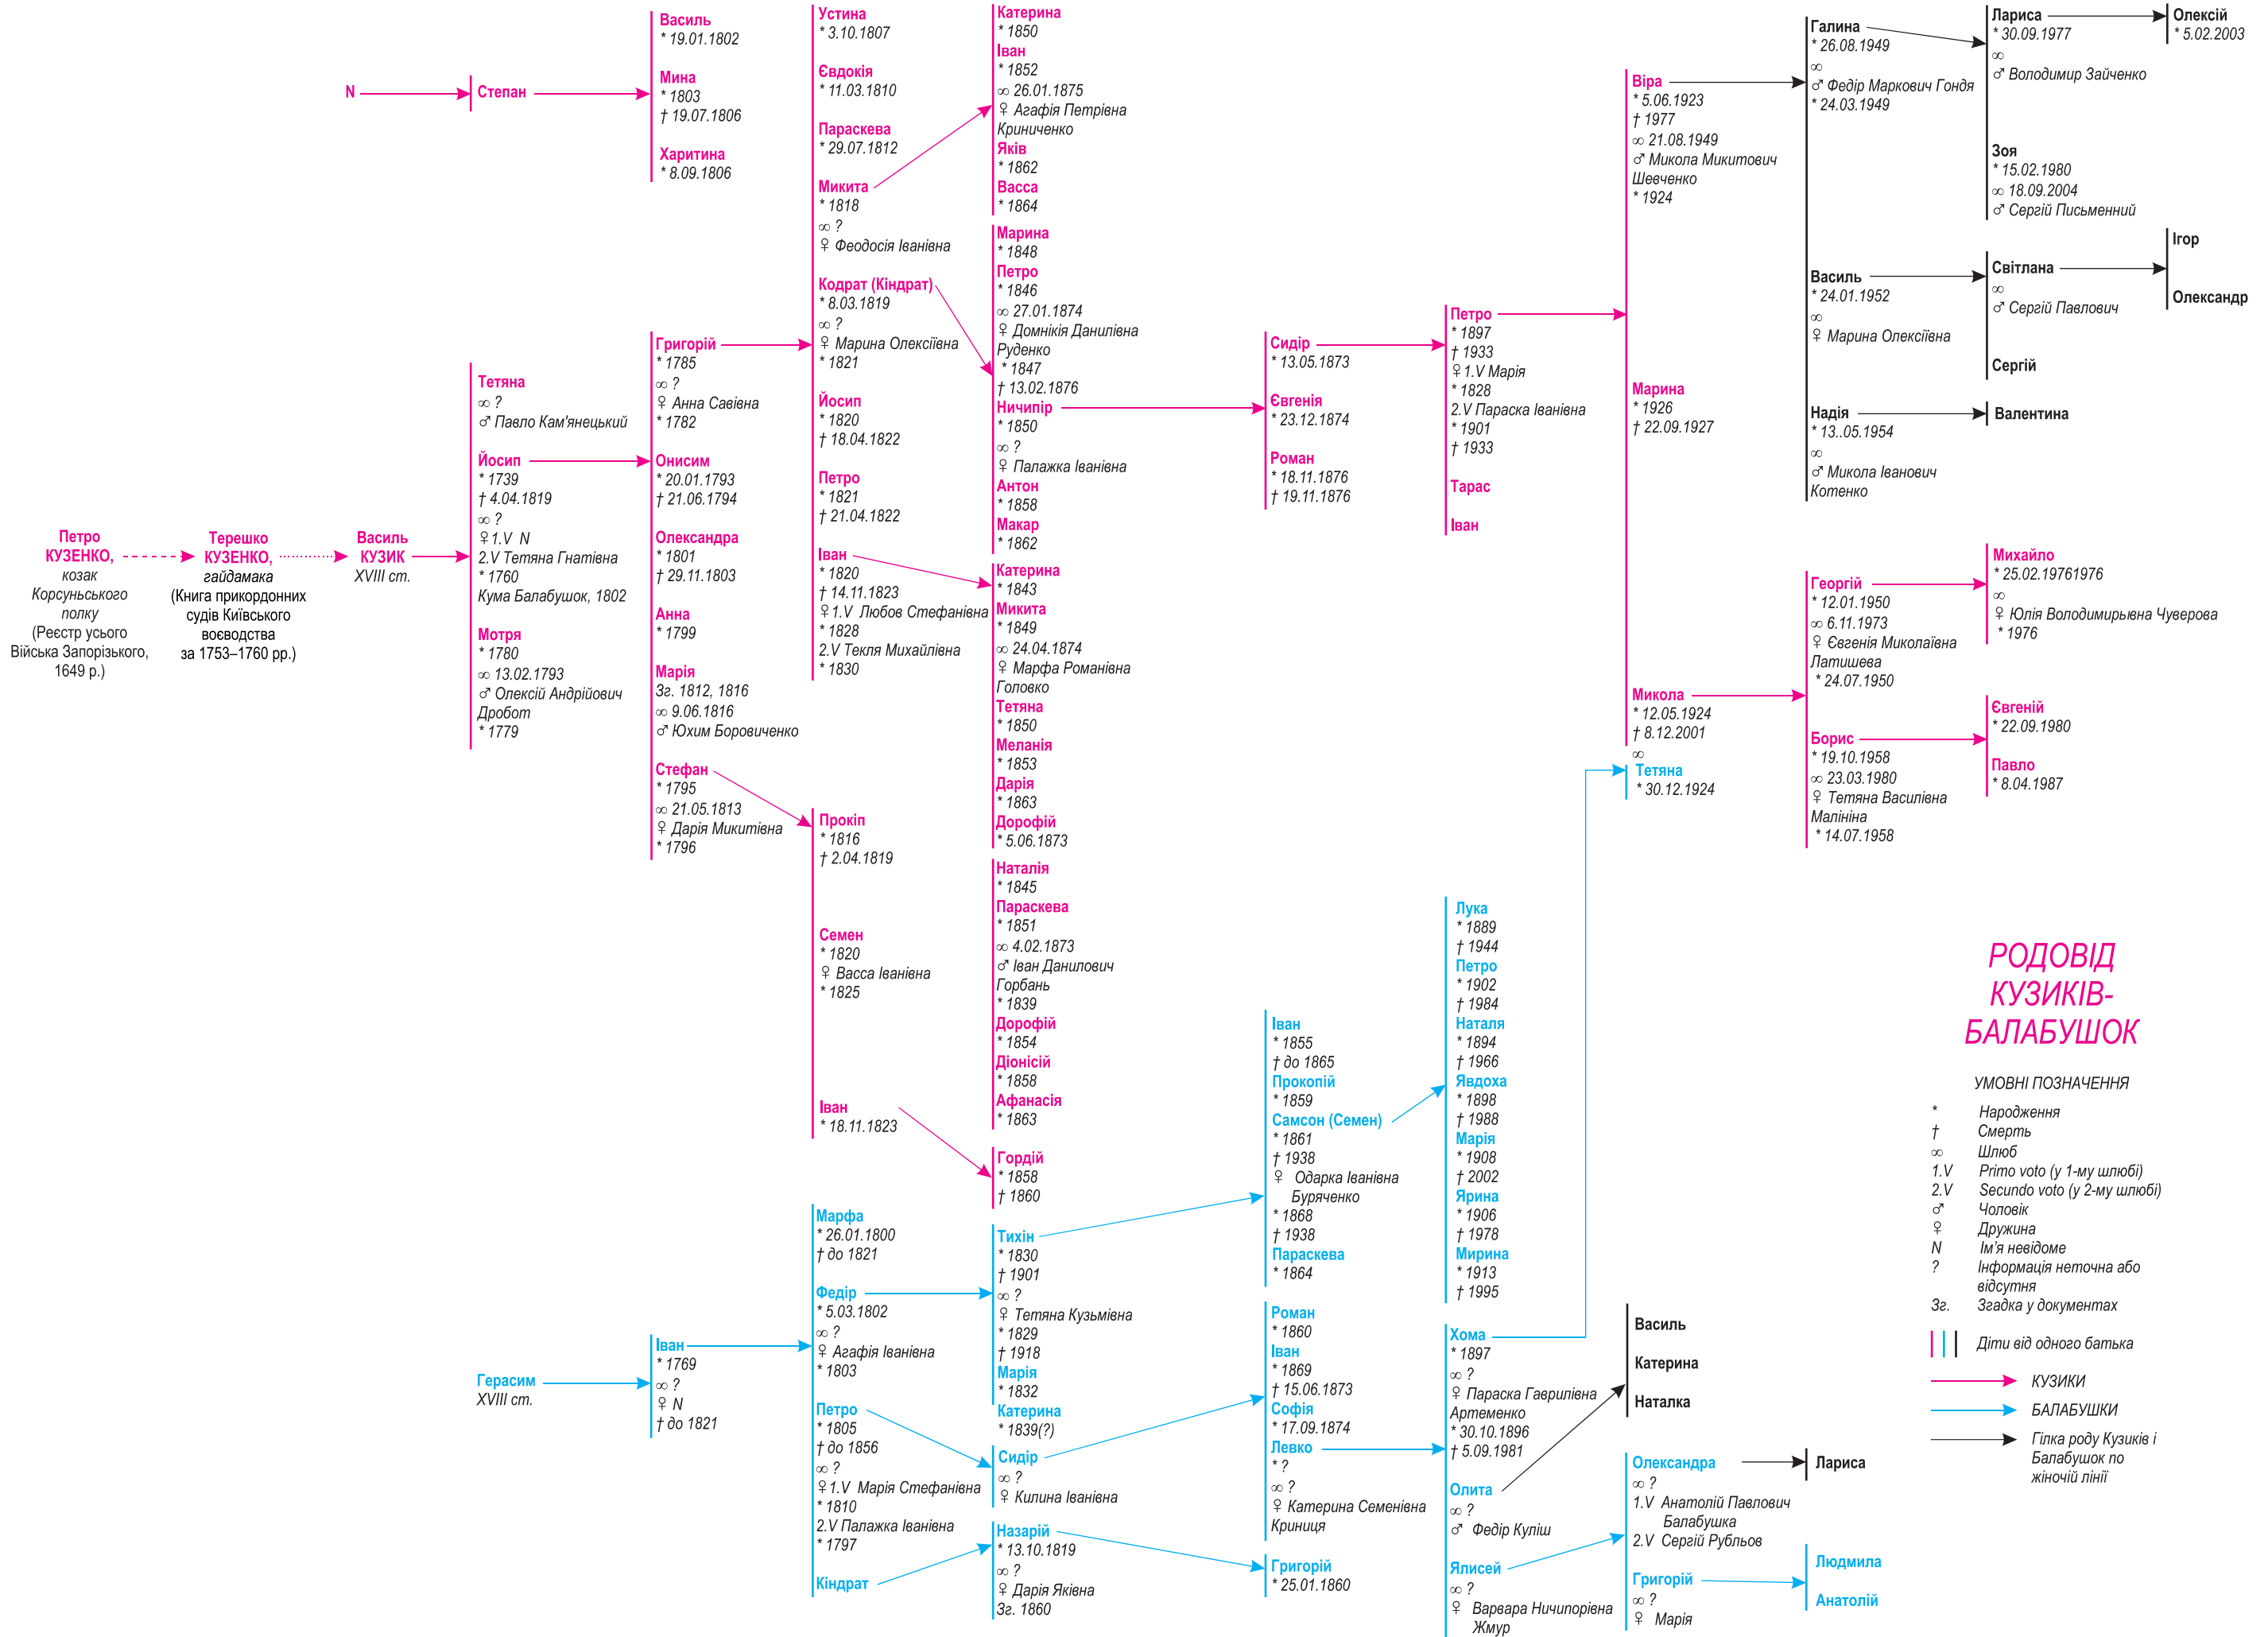 N
Степан
Василь
* 19.01.1802
Мина
* 1803
† 19.07.1806
Харитина
* 8.09.1806
Петро
КУЗЕНКО,
козак
Корсуньського
полку
(Реєстр усього
Війська Запорізького,
1649 р.)
Терешко
КУЗЕНКО,
гайдамака
(Книга прикордонних
судів Київського
воєводства
за 1753–1760 рр.)
Василь
КУЗИК
XVIII ст.
Тетяна
∞ ?
♂ Павло Кам'янецький
Йосип
* 1739
† 4.04.1819
∞ ?
♀1.V N
2.V Тетяна Гнатівна
* 1760
Кума Балабушок, 1802
Мотря
* 1780
∞ 13.02.1793
♂ Олексій Андрійович
Дробот
* 1779
Григорій
* 1785
∞ ?
♀ Анна Савівна
* 1782
Онисим
* 20.01.1793
† 21.06.1794
Олександра
* 1801
† 29.11.1803
Анна
* 1799
Марія
Зг. 1812, 1816
∞ 9.06.1816
♂ Юхим Боровиченко
Стефан
* 1795
∞ 21.05.1813
♀ Дарія Микитівна
* 1796
Устина
* 3.10.1807
Євдокія
* 11.03.1810
Параскева
* 29.07.1812
Микита
* 1818
∞ ?
♀ Феодосія Іванівна
Кодрат (Кіндрат)
* 8.03.1819
∞ ?
♀ Марина Олексіївна
* 1821
Йосип
* 1820
† 18.04.1822
Петро
* 1821
† 21.04.1822
Іван
* 1820
† 14.11.1823
♀1.V Любов Стефанівна
* 1828
2.V Текля Михайлівна
* 1830
Прокіп
* 1816
† 2.04.1819
Семен
* 1820
♀ Васса Іванівна
* 1825
Іван
* 18.11.1823
Катерина
* 1850
Іван
* 1852
∞ 26.01.1875
♀ Агафія Петрівна
Криниченко
Яків
* 1862
Васса
* 1864
Марина
* 1848
Петро
* 1846
∞ 27.01.1874
♀ Домнікія Данилівна
Руденко
* 1847
† 13.02.1876
Ничипір
* 1850
∞ ?
♀ Палажка Іванівна
Антон
* 1858
Макар
* 1862
Катерина
* 1843
Микита
* 1849
∞ 24.04.1874
♀ Марфа Романівна
Головко
Тетяна
* 1850
Меланія
* 1853
Дарія
* 1863
Дорофій
* 5.06.1873
Наталія
* 1845
Параскева
* 1851
∞ 4.02.1873
♂ Іван Данилович
Горбань
* 1839
Дорофій
* 1854
Діонісій
* 1858
Афанасія
* 1863
Гордій
* 1858
† 1860
Сидір
* 13.05.1873
Євгенія
* 23.12.1874
Роман
* 18.11.1876
† 19.11.1876
Петро
* 1897
† 1933
♀1.V Марія
* 1828
2.V Параска Іванівна
* 1901
† 1933
Тарас
Іван
Віра
* 5.06.1923
† 1977
∞ 21.08.1949
♂ Микола Микитович
Шевченко
* 1924
Марина
* 1926
† 22.09.1927
Микола
* 12.05.1924
† 8.12.2001
∞
Тетяна
* 30.12.1924
Галина
* 26.08.1949
∞
♂ Федір Маркович Гондя
* 24.03.1949
Василь
* 24.01.1952
∞
♀ Марина Олексіївна
Надія
* 13..05.1954
∞
♂ Микола Іванович
Котенко
Георгій
* 12.01.1950
∞ 6.11.1973
♀ Євгенія Миколаївна
Латишева
* 24.07.1950
Борис
* 19.10.1958
∞ 23.03.1980
♀ Тетяна Василівна
Малініна
* 14.07.1958
Лариса
* 30.09.1977
∞
♂ Володимир Зайченко
Зоя
* 15.02.1980
∞ 18.09.2004
♂ Сергій Письменний
Світлана
∞
♂ Сергій Павлович
Сергій
Валентина
Михайло
* 25.02.19761976
∞
♀ Юлія Володимирывна Чуверова
* 1976
Євгеній
* 22.09.1980
Павло
* 8.04.1987
Олексій
* 5.02.2003
Ігор
Олександр
Герасим
XVIII ст.
Іван
* 1769
∞ ?
♀ N
† до 1821
Марфа
* 26.01.1800
† до 1821
Федір
* 5.03.1802
∞ ?
♀ Агафія Іванівна
* 1803
Петро
* 1805
† до 1856
∞ ?
♀1.V Марія Стефанівна
* 1810
2.V Палажка Іванівна
* 1797
Кіндрат
Тихін
* 1830
† 1901
∞ ?
♀ Тетяна Кузьмівна
* 1829
† 1918
Марія
* 1832
Катерина
* 1839(?)
Сидір
∞ ?
♀ Килина Іванівна
Назарій
* 13.10.1819
∞ ?
♀ Дарія Яківна
Зг. 1860
Іван
* 1855
† до 1865
Прокопій
* 1859
Самсон (Семен)
* 1861
† 1938
♀ Одарка Іванівна
Буряченко
* 1868
† 1938
Параскева
* 1864
Роман
* 1860
Іван
* 1869
† 15.06.1873
Софія
* 17.09.1874
Левко
* ?
∞ ?
♀ Катерина Семенівна
Криниця
Григорій
* 25.01.1860
Лука
* 1889
† 1944
Петро
* 1902
† 1984
Наталя
* 1894
† 1966
Явдоха
* 1898
† 1988
Марія
* 1908
† 2002
Ярина
* 1906
† 1978
Мирина
* 1913
† 1995
Хома
* 1897
∞ ?
♀ Параска Гаврилівна
Артеменко
* 30.10.1896
† 5.09.1981
Олита
∞ ?
♂ Федір Куліш
Ялисей
∞ ?
♀ Варвара Ничипорівна
Жмур
Василь
Катерина
Наталка
Олександра
∞ ?
1.V Анатолій Павлович
Балабушка
2.V Сергій Рубльов
Григорій
∞ ?
♀ Марія
Лариса
Людмила
Анатолій
РОДОВІД
КУЗИКІВ-
БАЛАБУШОК
УМОВНІ ПОЗНАЧЕННЯ
* Народження
† Смерть
∞ Шлюб
1.V Primo voto (у 1-му шлюбі)
2.V Secundo voto (у 2-му шлюбі)
♂ Чоловік
♀ Дружина
N Ім’я невідоме
? Інформація неточна або
відсутня
Зг. Згадка у документах
Діти від одного батька
КУЗИКИ
БАЛАБУШКИ
Гілка роду Кузиків і
Балабушок по
жіночій лінії